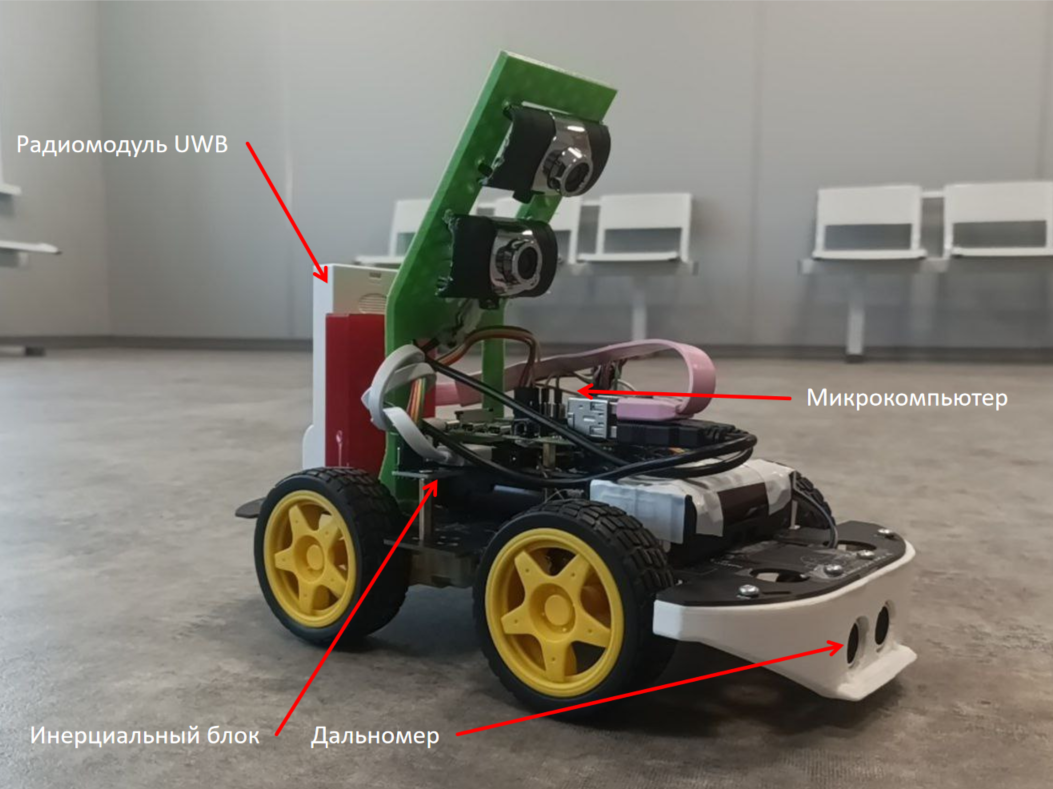 Радиомодуль UWB
Микрокомпьютер
Инерциальный блок
Дальномер